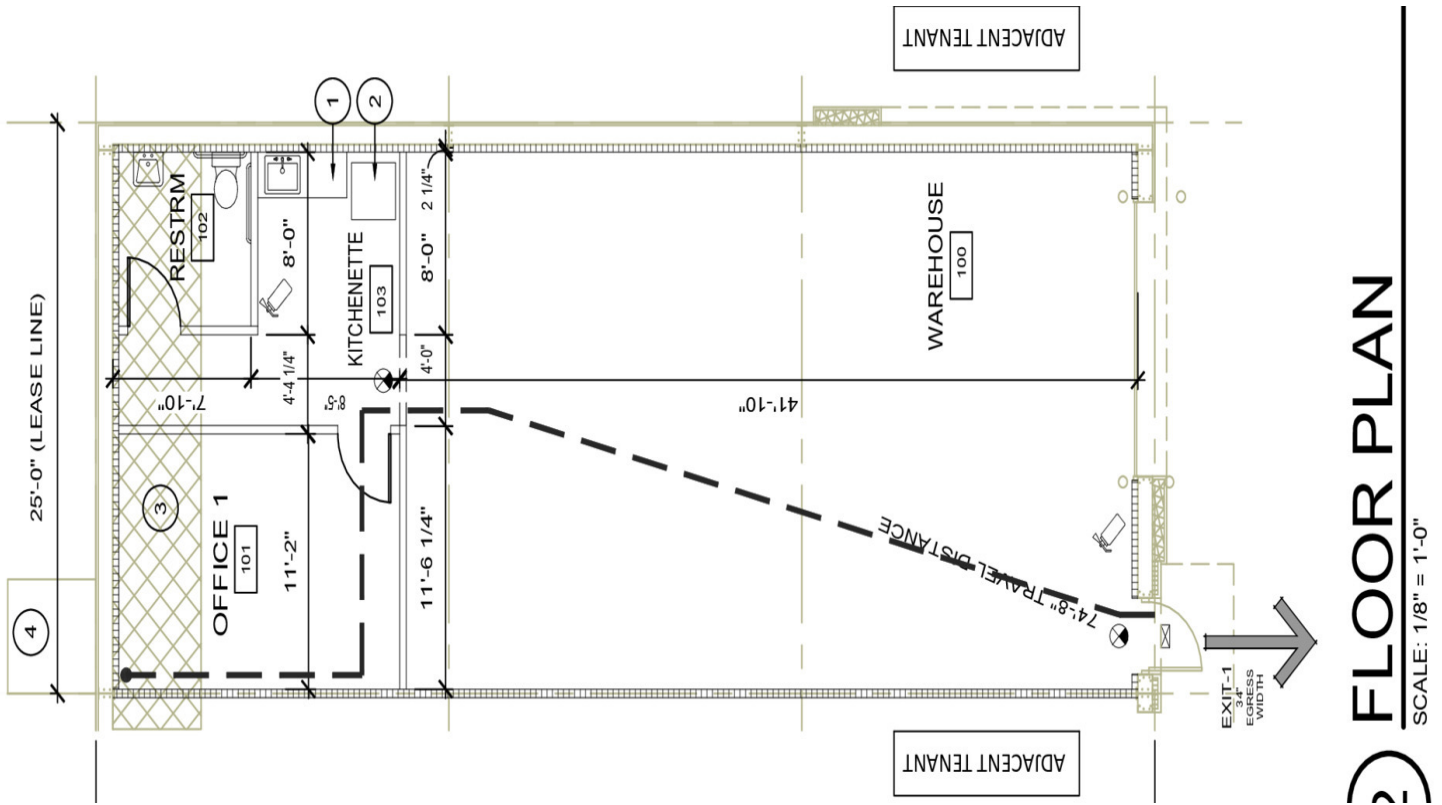 ADJACENT TENANT
25'-0" (LEASE LINE)
1
2
RESTRM
102
8'-0"
2 1/4"
8'-0"
KITCHENETTE
103
7'-10"
4'-4 1/4"
8'-5"
4'-0"
WAREHOUSE
100
41'-10"
3
4
OFFICE 1
101
11'-2"
11'-6 1/4"
74'-8" TRAVEL DISTANCE
EXIT-1
34"
EGRESS
WIDTH
ADJACENT TENANT
2
FLOOR PLAN
SCALE: 1/8" = 1'-0"